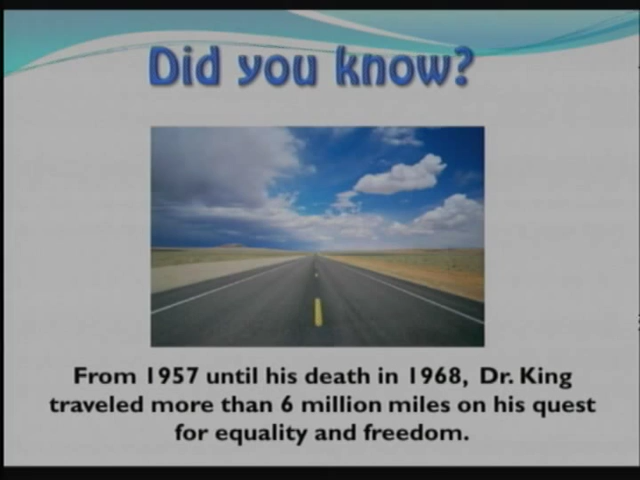 Did you know?
From 1957 until his death in 1968, Dr. King
traveled more than 6 million miles on his quest
for equality and freedom.